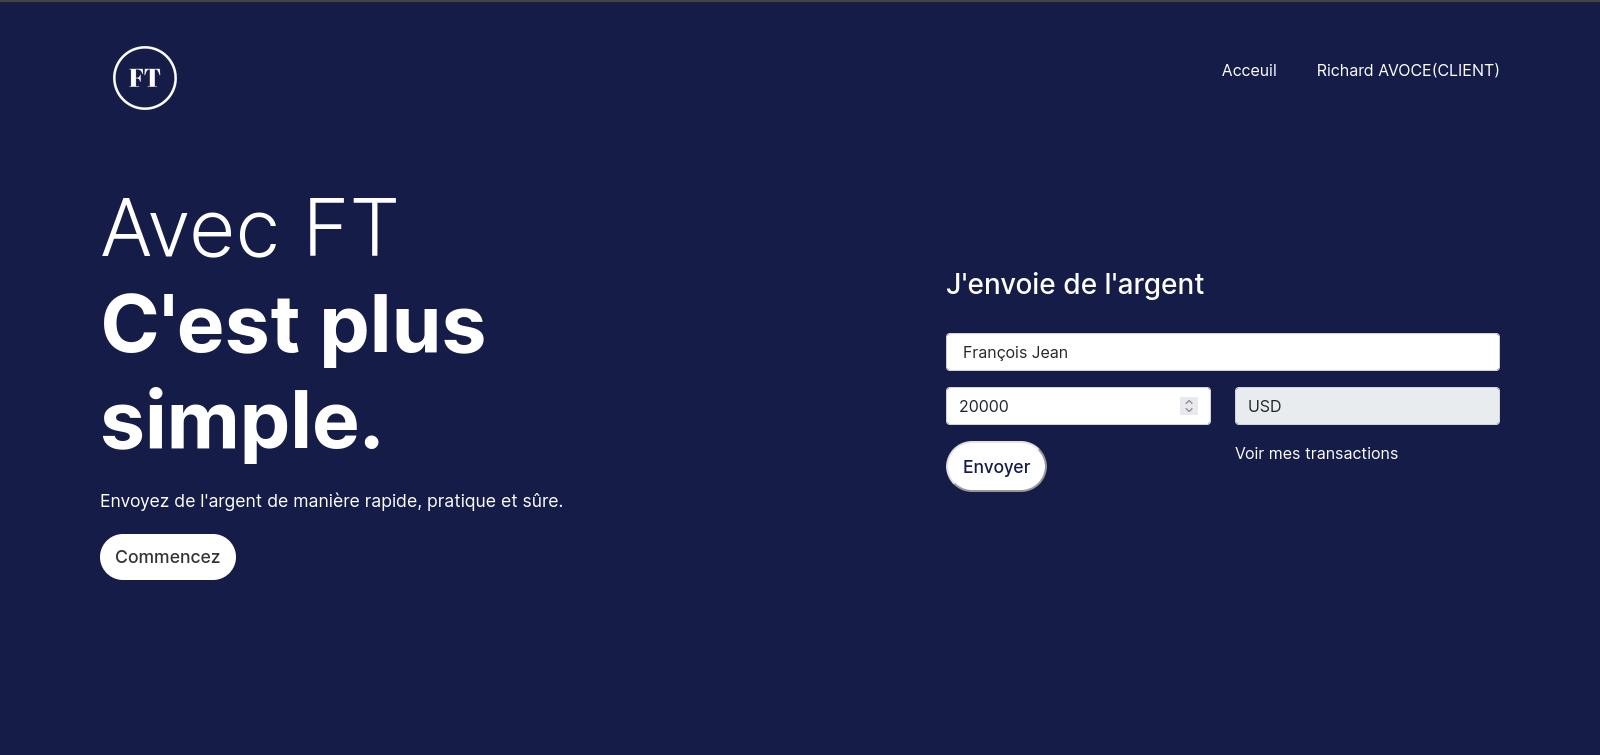 FT
Acceuil
Richard AVOCE(CLIENT)
Avec FT
C'est plus
simple.
Envoyez de l'argent de manière rapide, pratique et sûre.
Commencez
J'envoie de l'argent
François Jean
20000
USD
Envoyer
Voir mes transactions